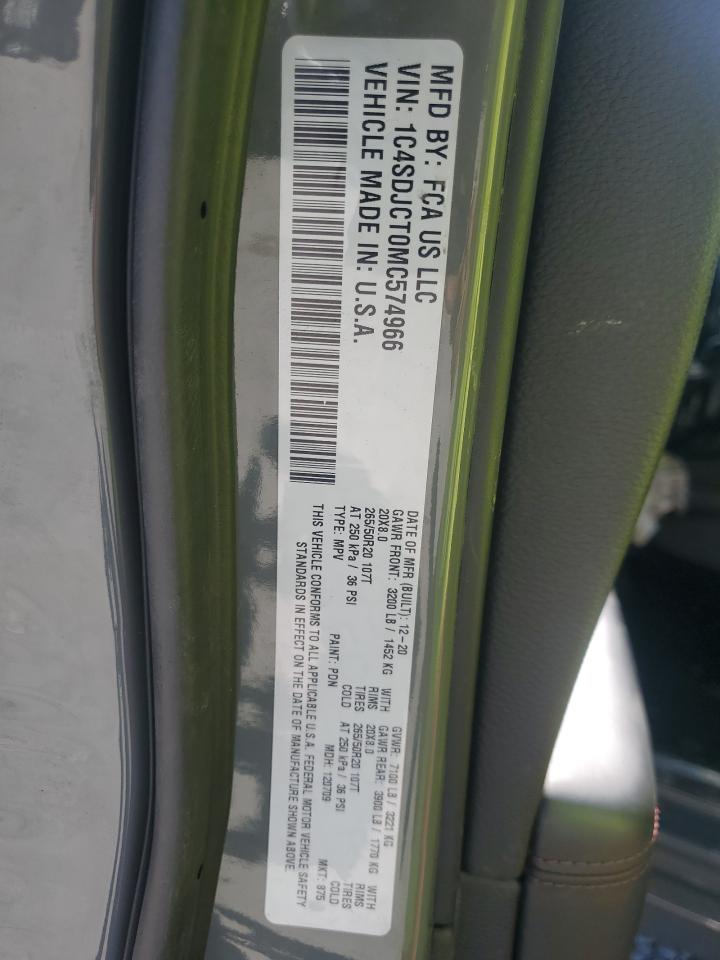 MFD BY: FCA US LLC
VIN: 1C4SDJCT0MC574966
VEHICLE MADE IN: U.S.A.
DATE OF MFR (BUILT): 12-20 GVWR: 7100 LB / 3221 KG
GAWR FRONT: 3200 LB / 1452 KG WITH GAWR REAR: 3900 LB / 1770 KG WITH
20X8.0 RIMS 20X8.0 RIMS
265/50R20 107T TIRES 265/50R20 107T TIRES
AT 250 kPa / 36 PSI COLD AT 250 kPa / 36 PSI COLD
TYPE: MPV PAINT: PDN MDH: 120709 MKT: 875
THIS VEHICLE CONFORMS TO ALL APPLICABLE U.S.A. FEDERAL MOTOR VEHICLE SAFETY
STANDARDS IN EFFECT ON THE DATE OF MANUFACTURE SHOWN ABOVE